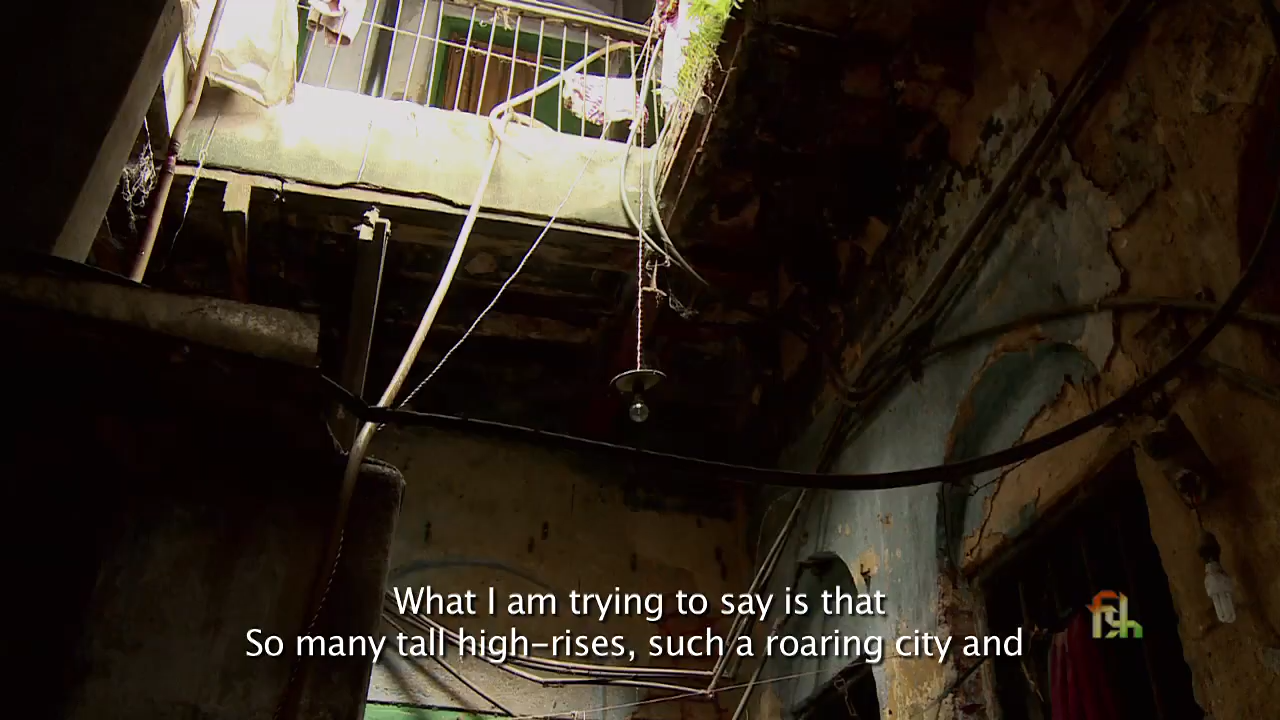 What I am trying to say is that
So many tall high-rises, such a roaring city and